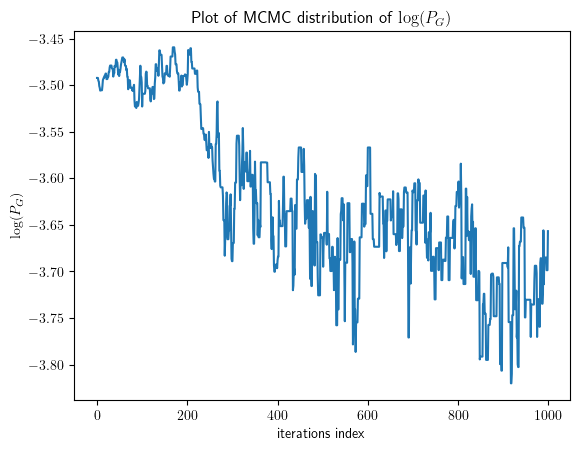 Plot of MCMC distribution of log(P_G)
−3.45
−3.50
−3.55
−3.60
−3.65
−3.70
−3.75
−3.80
log(P_G)
0 200 400 600 800 1000
iterations index